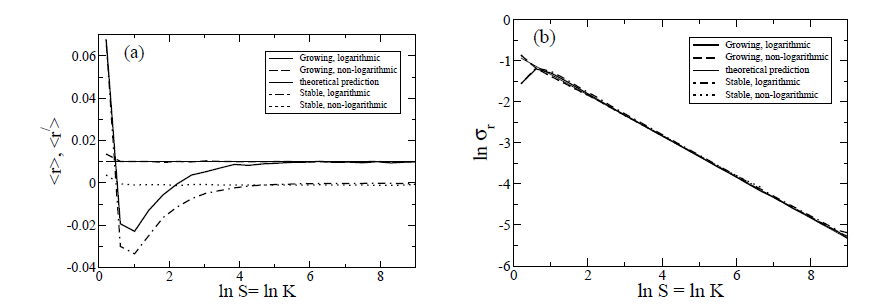 (a)
0.06
0.04
0.02
0
-0.02
-0.04
<r>, <r/>
Growing, logarithmic
Growing, non-logarithmic
theoretical prediction
Stable, logarithmic
Stable, non-logarithmic
0 2 4 6 8
ln S= ln K
(b)
0
-1
-2
-3
-4
-5
-6
ln σr
Growing, logarithmic
Growing, non-logarithmic
theoretical prediction
Stable, logarithmic
Stable, non-logarithmic
0 2 4 6 8
ln S = ln K